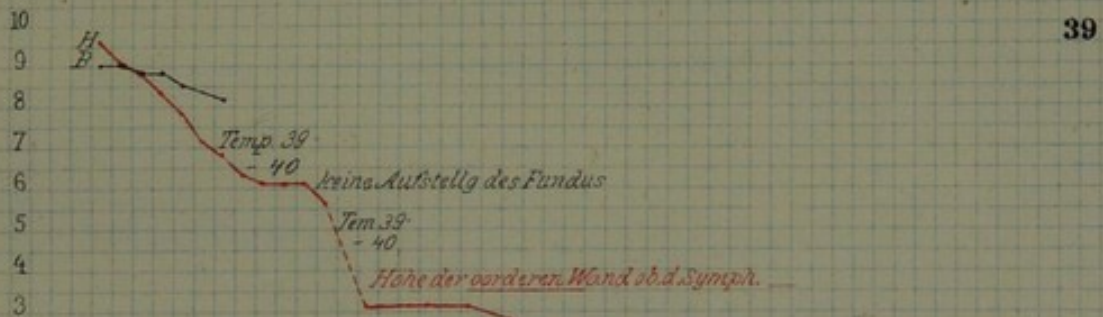 10
39
H
9
B
8
7
Temp. 39
- 40
6
keine Aufstellg des Fundus
5
Tem. 39
- 40
4
Höhe der vorderen Wand ob. d. Symph.
3